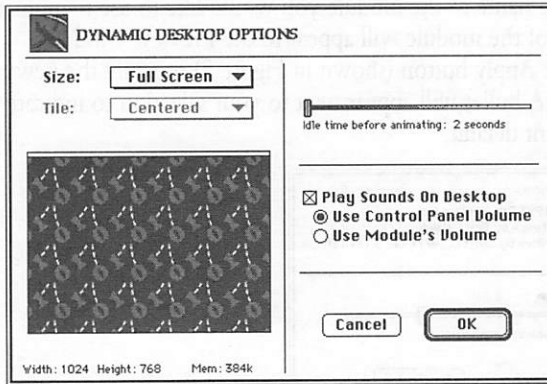 DYNAMIC DESKTOP OPTIONS
Size: Full Screen
Tile: Centered
Idle time before animating: 2 seconds
Play Sounds On Desktop
Use Control Panel Volume
Use Module's Volume
Cancel OK
Width: 1024 Height: 768 Mem: 384k